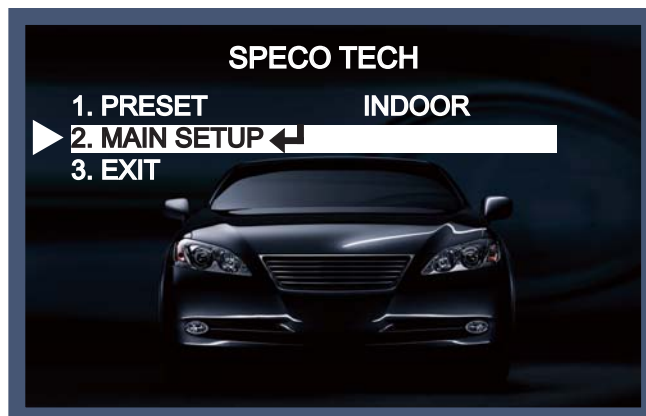 SPECO TECH
1. PRESET INDOOR
2. MAIN SETUP
3. EXIT